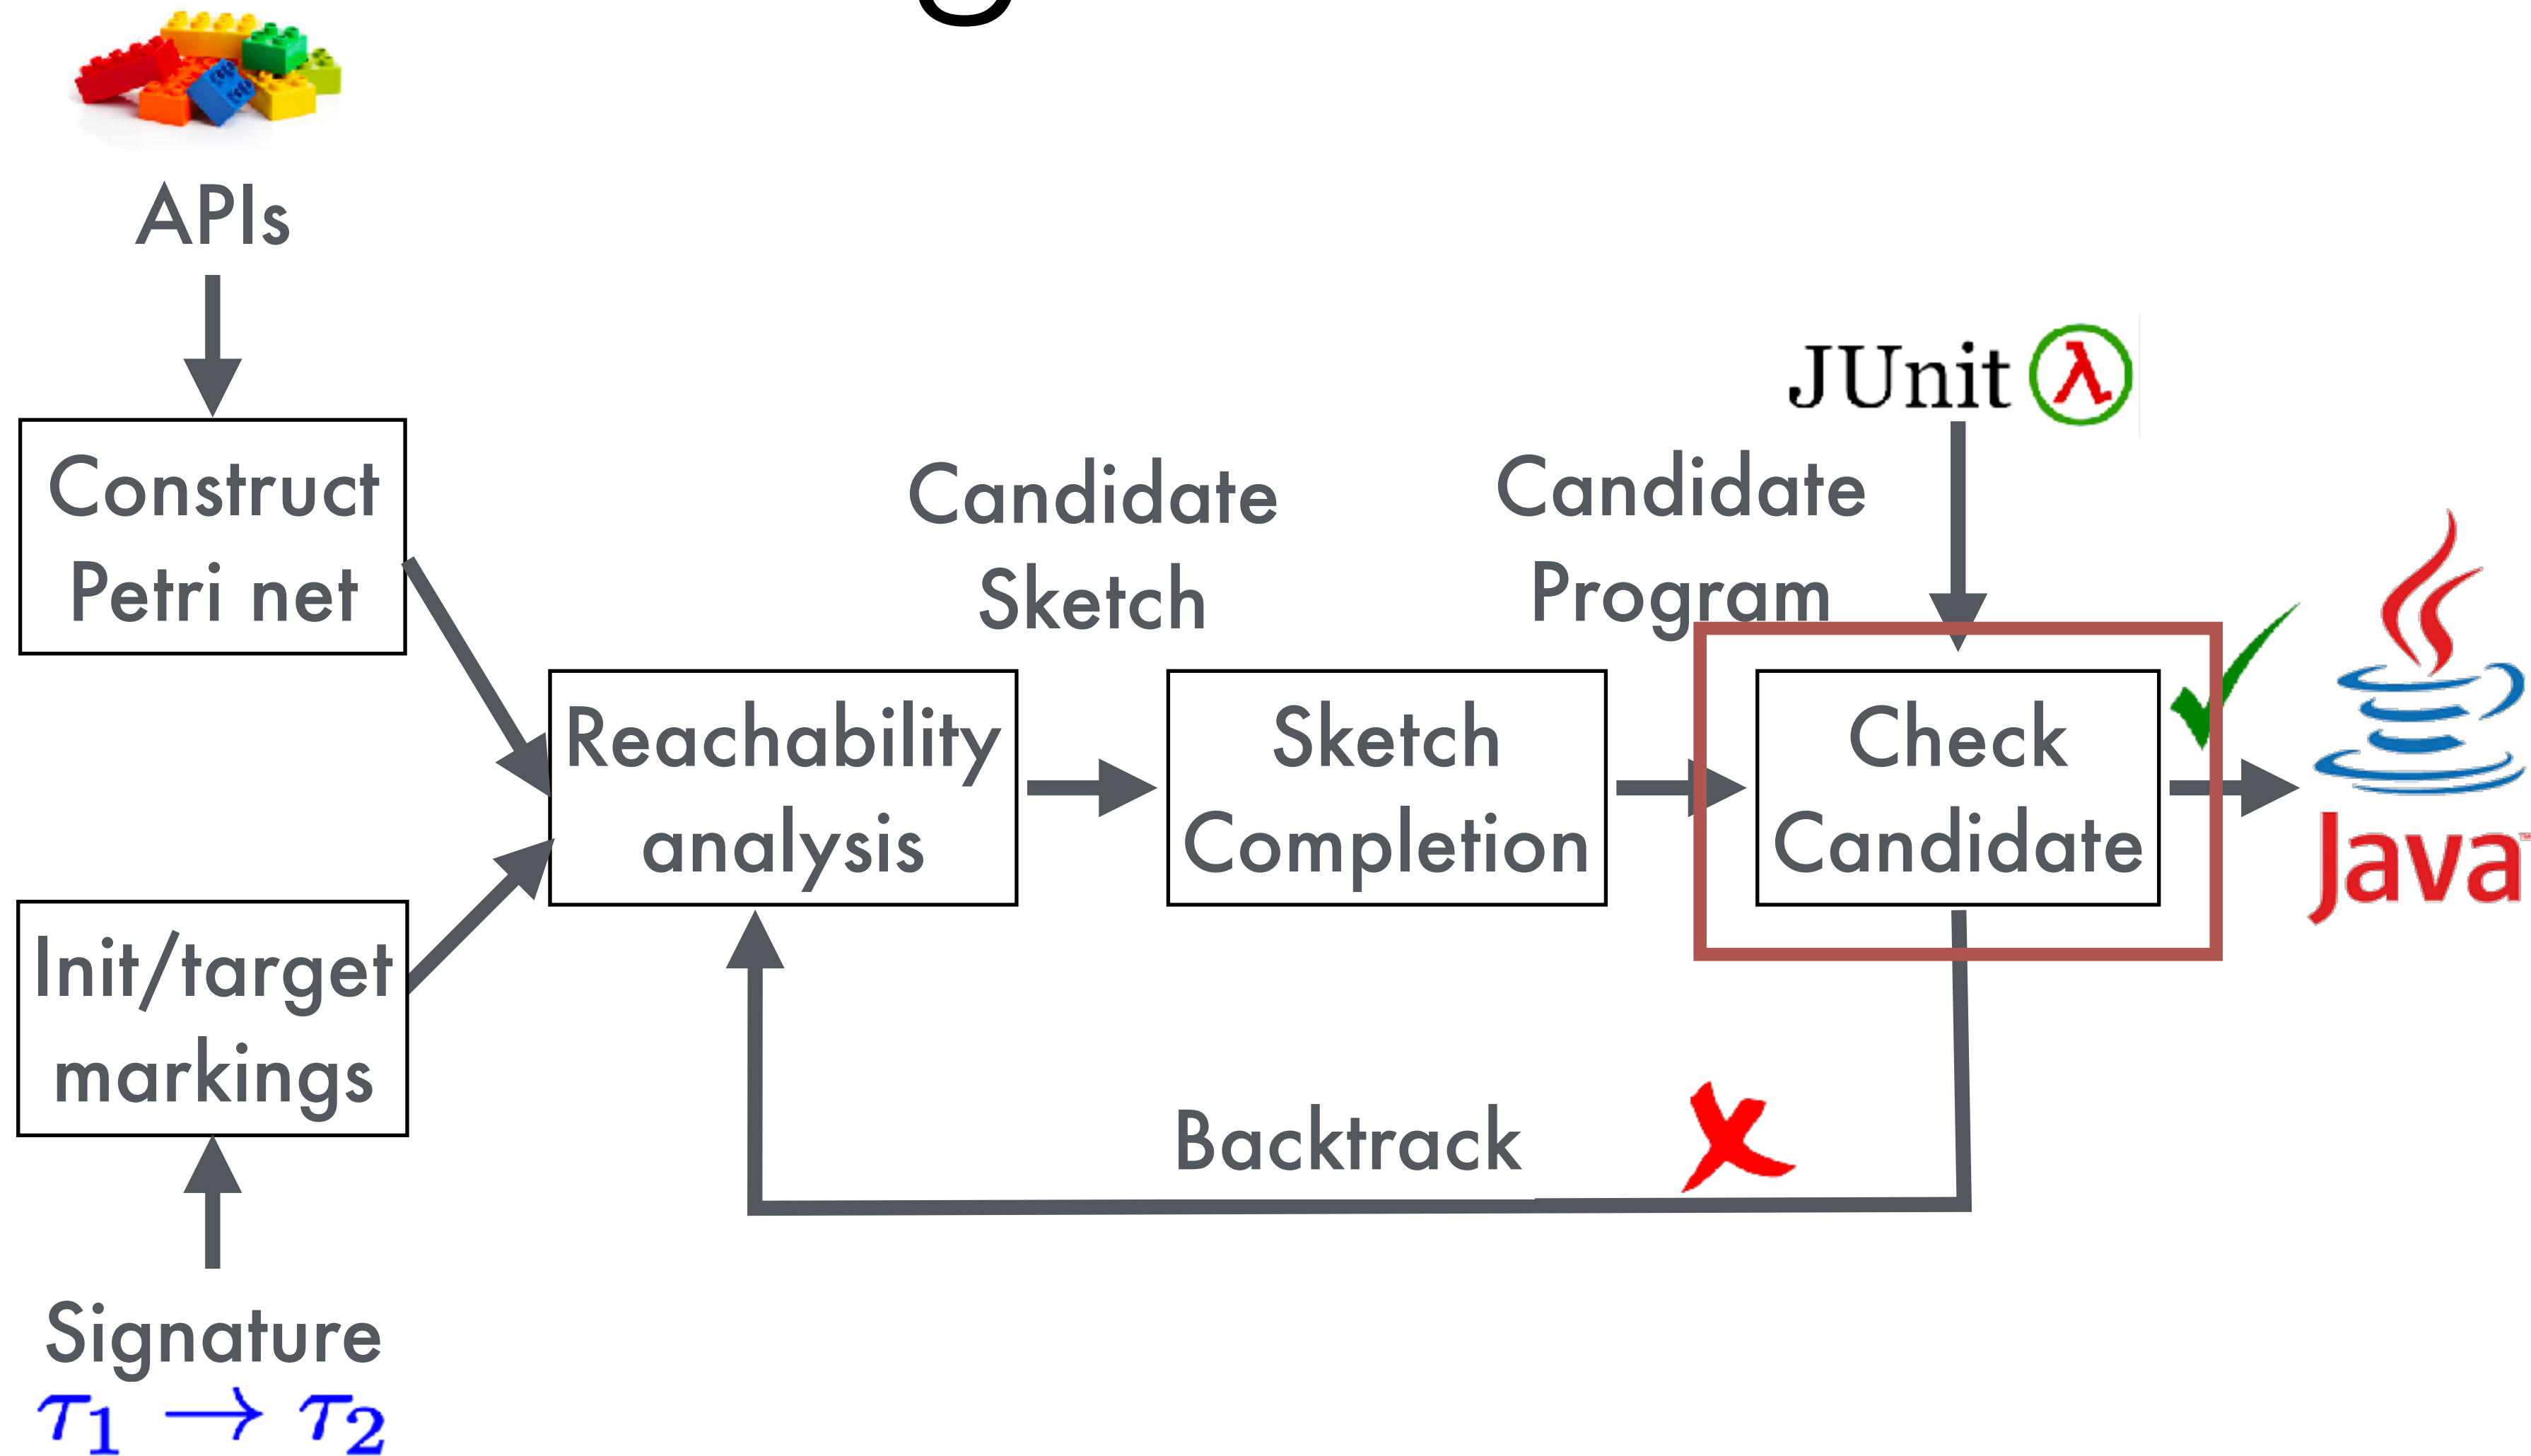 APIs
Construct
Petri net
Init/target
markings
Signature
τ₁ → τ₂
Reachability
analysis
Candidate
Sketch
Sketch
Completion
Candidate
Program
JUnit λ
Check
Candidate
Java™
Backtrack